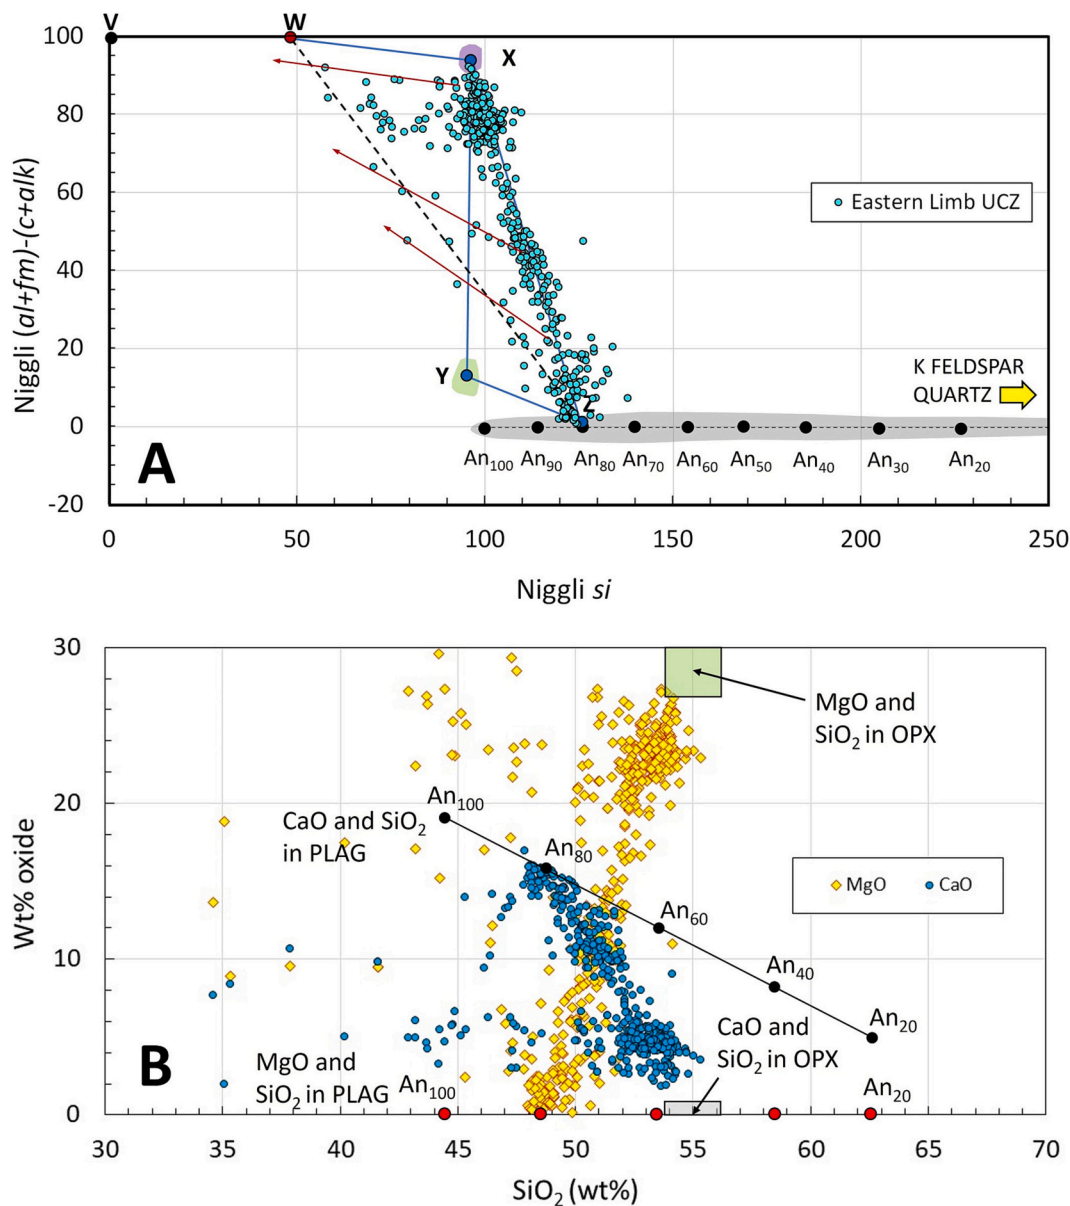 V
W
X
100
80
60
40
20
0
-20
Niggli (al+fm)-(c+alk)
Eastern Limb UCZ
Y
Z
K FELDSPAR
QUARTZ
A
An100 An90 An80 An70 An60 An50 An40 An30 An20
0 50 100 150 200 250
Niggli si
30
20
10
0
Wt% oxide
MgO and
SiO2 in OPX
An100
CaO and SiO2
in PLAG
An80
MgO CaO
An60
An40
An20
CaO and
SiO2 in OPX
B
MgO and
SiO2 in PLAG
An100
An20
30 35 40 45 50 55 60 65 70
SiO2 (wt%)